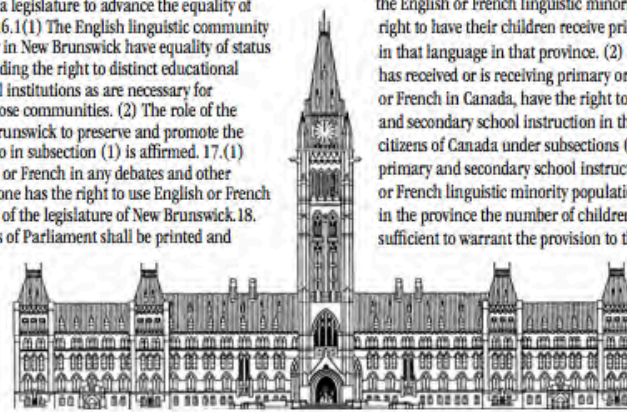 a legislature to advance the equality of
6.1(1) The English linguistic community
in New Brunswick have equality of status
ding the right to distinct educational
l institutions as are necessary for
ose communities. (2) The role of the
runswick to preserve and promote the
o in subsection (1) is affirmed. 17.(1)
or French in any debates and other
one has the right to use English or French
of the legislature of New Brunswick.18.
s of Parliament shall be printed and
the English or French linguistic minor
right to have their children receive pri
in that language in that province. (2)
has received or is receiving primary or
or French in Canada, have the right to
and secondary school instruction in th
citizens of Canada under subsections (
primary and secondary school instruc
or French linguistic minority populatio
in the province the number of children
sufficient to warrant the provision to th